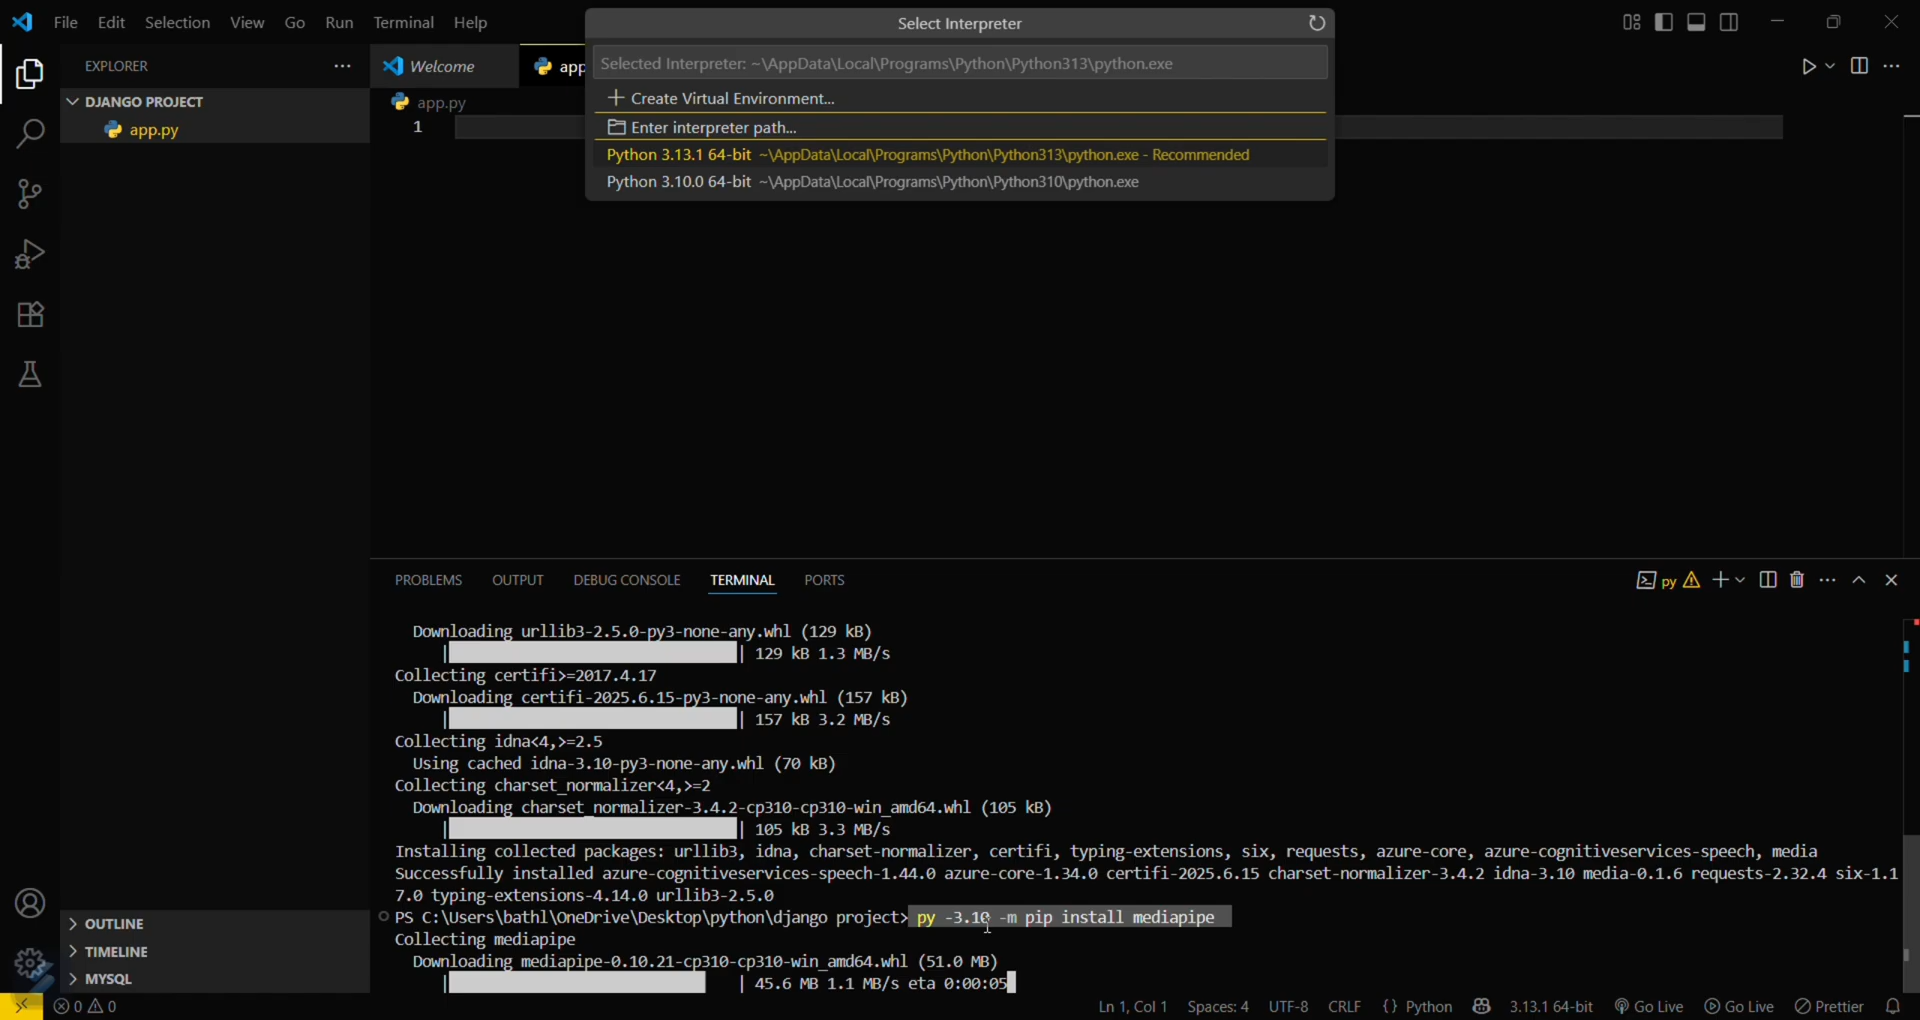 File Edit Selection View Go Run Terminal Help
Select Interpreter
EXPLORER
Welcome
app
Selected Interpreter: ~\AppData\Local\Programs\Python\Python313\python.exe
DJANGO PROJECT
app.py
Create Virtual Environment...
app.py
1
Enter interpreter path...
Python 3.13.1 64-bit ~\AppData\Local\Programs\Python\Python313\python.exe - Recommended
Python 3.10.0 64-bit ~\AppData\Local\Programs\Python\Python310\python.exe
PROBLEMS OUTPUT DEBUG CONSOLE TERMINAL PORTS
py
Downloading urllib3-2.5.0-py3-none-any.whl (129 kB)
| | 129 kB 1.3 MB/s
Collecting certifi>=2017.4.17
Downloading certifi-2025.6.15-py3-none-any.whl (157 kB)
| | 157 kB 3.2 MB/s
Collecting idna<4,>=2.5
Using cached idna-3.10-py3-none-any.whl (70 kB)
Collecting charset_normalizer<4,>=2
Downloading charset_normalizer-3.4.2-cp310-cp310-win_amd64.whl (105 kB)
| | 105 kB 3.3 MB/s
Installing collected packages: urllib3, idna, charset-normalizer, certifi, typing-extensions, six, requests, azure-core, azure-cognitiveservices-speech, media
Successfully installed azure-cognitiveservices-speech-1.44.0 azure-core-1.34.0 certifi-2025.6.15 charset-normalizer-3.4.2 idna-3.10 media-0.1.6 requests-2.32.4 six-1.1
7.0 typing-extensions-4.14.0 urllib3-2.5.0
PS C:\Users\bathl\OneDrive\Desktop\python\django project> py -3.10 -m pip install mediapipe
Collecting mediapipe
Downloading mediapipe-0.10.21-cp310-cp310-win_amd64.whl (51.0 MB)
| | 45.6 MB 1.1 MB/s eta 0:00:05
OUTLINE
TIMELINE
MYSQL
0 0
Ln 1, Col 1 Spaces: 4 UTF-8 CRLF {} Python 3.13.1 64-bit Go Live Go Live Prettier